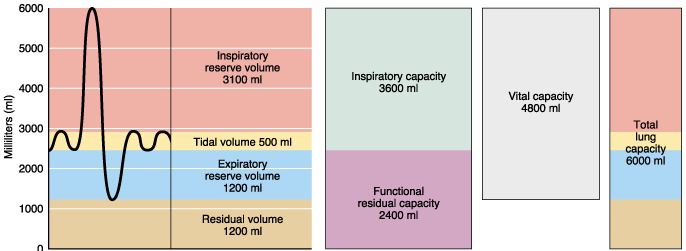 Milliliters (ml)
6000
5000
4000
3000
2000
1000
0
Inspiratory
reserve volume
3100 ml
Tidal volume 500 ml
Expiratory
reserve volume
1200 ml
Residual volume
1200 ml
Inspiratory capacity
3600 ml
Functional
residual capacity
2400 ml
Vital capacity
4800 ml
Total
lung
capacity
6000 ml